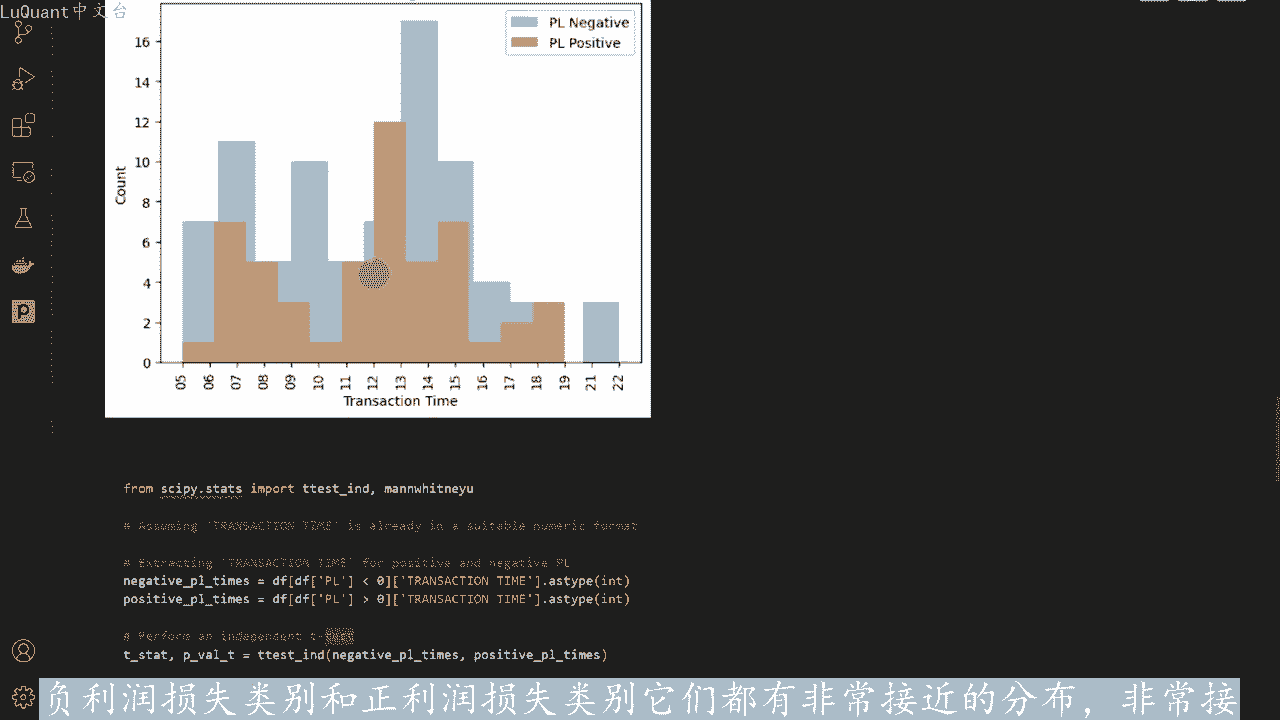 LuQuant中文台
PL Negative
PL Positive
16
14
12
10
8
6
4
2
0
Count
05 06 07 08 09 10 11 12 13 14 15 16 17 18 19 21 22
Transaction Time
from scipy.stats import ttest_ind, mannwhitneyu
# Assuming 'TRANSACTION TIME' is already in a suitable numeric format
# Extracting 'TRANSACTION TIME' for positive and negative PL
negative_pl_times = df[df['PL'] < 0]['TRANSACTION TIME'].astype(int)
positive_pl_times = df[df['PL'] > 0]['TRANSACTION TIME'].astype(int)
# Perform an independent t-test
t_stat, p_val_t = ttest_ind(negative_pl_times, positive_pl_times)
负利润损失类别和正利润损失类别它们都有非常接近的分布，非常接